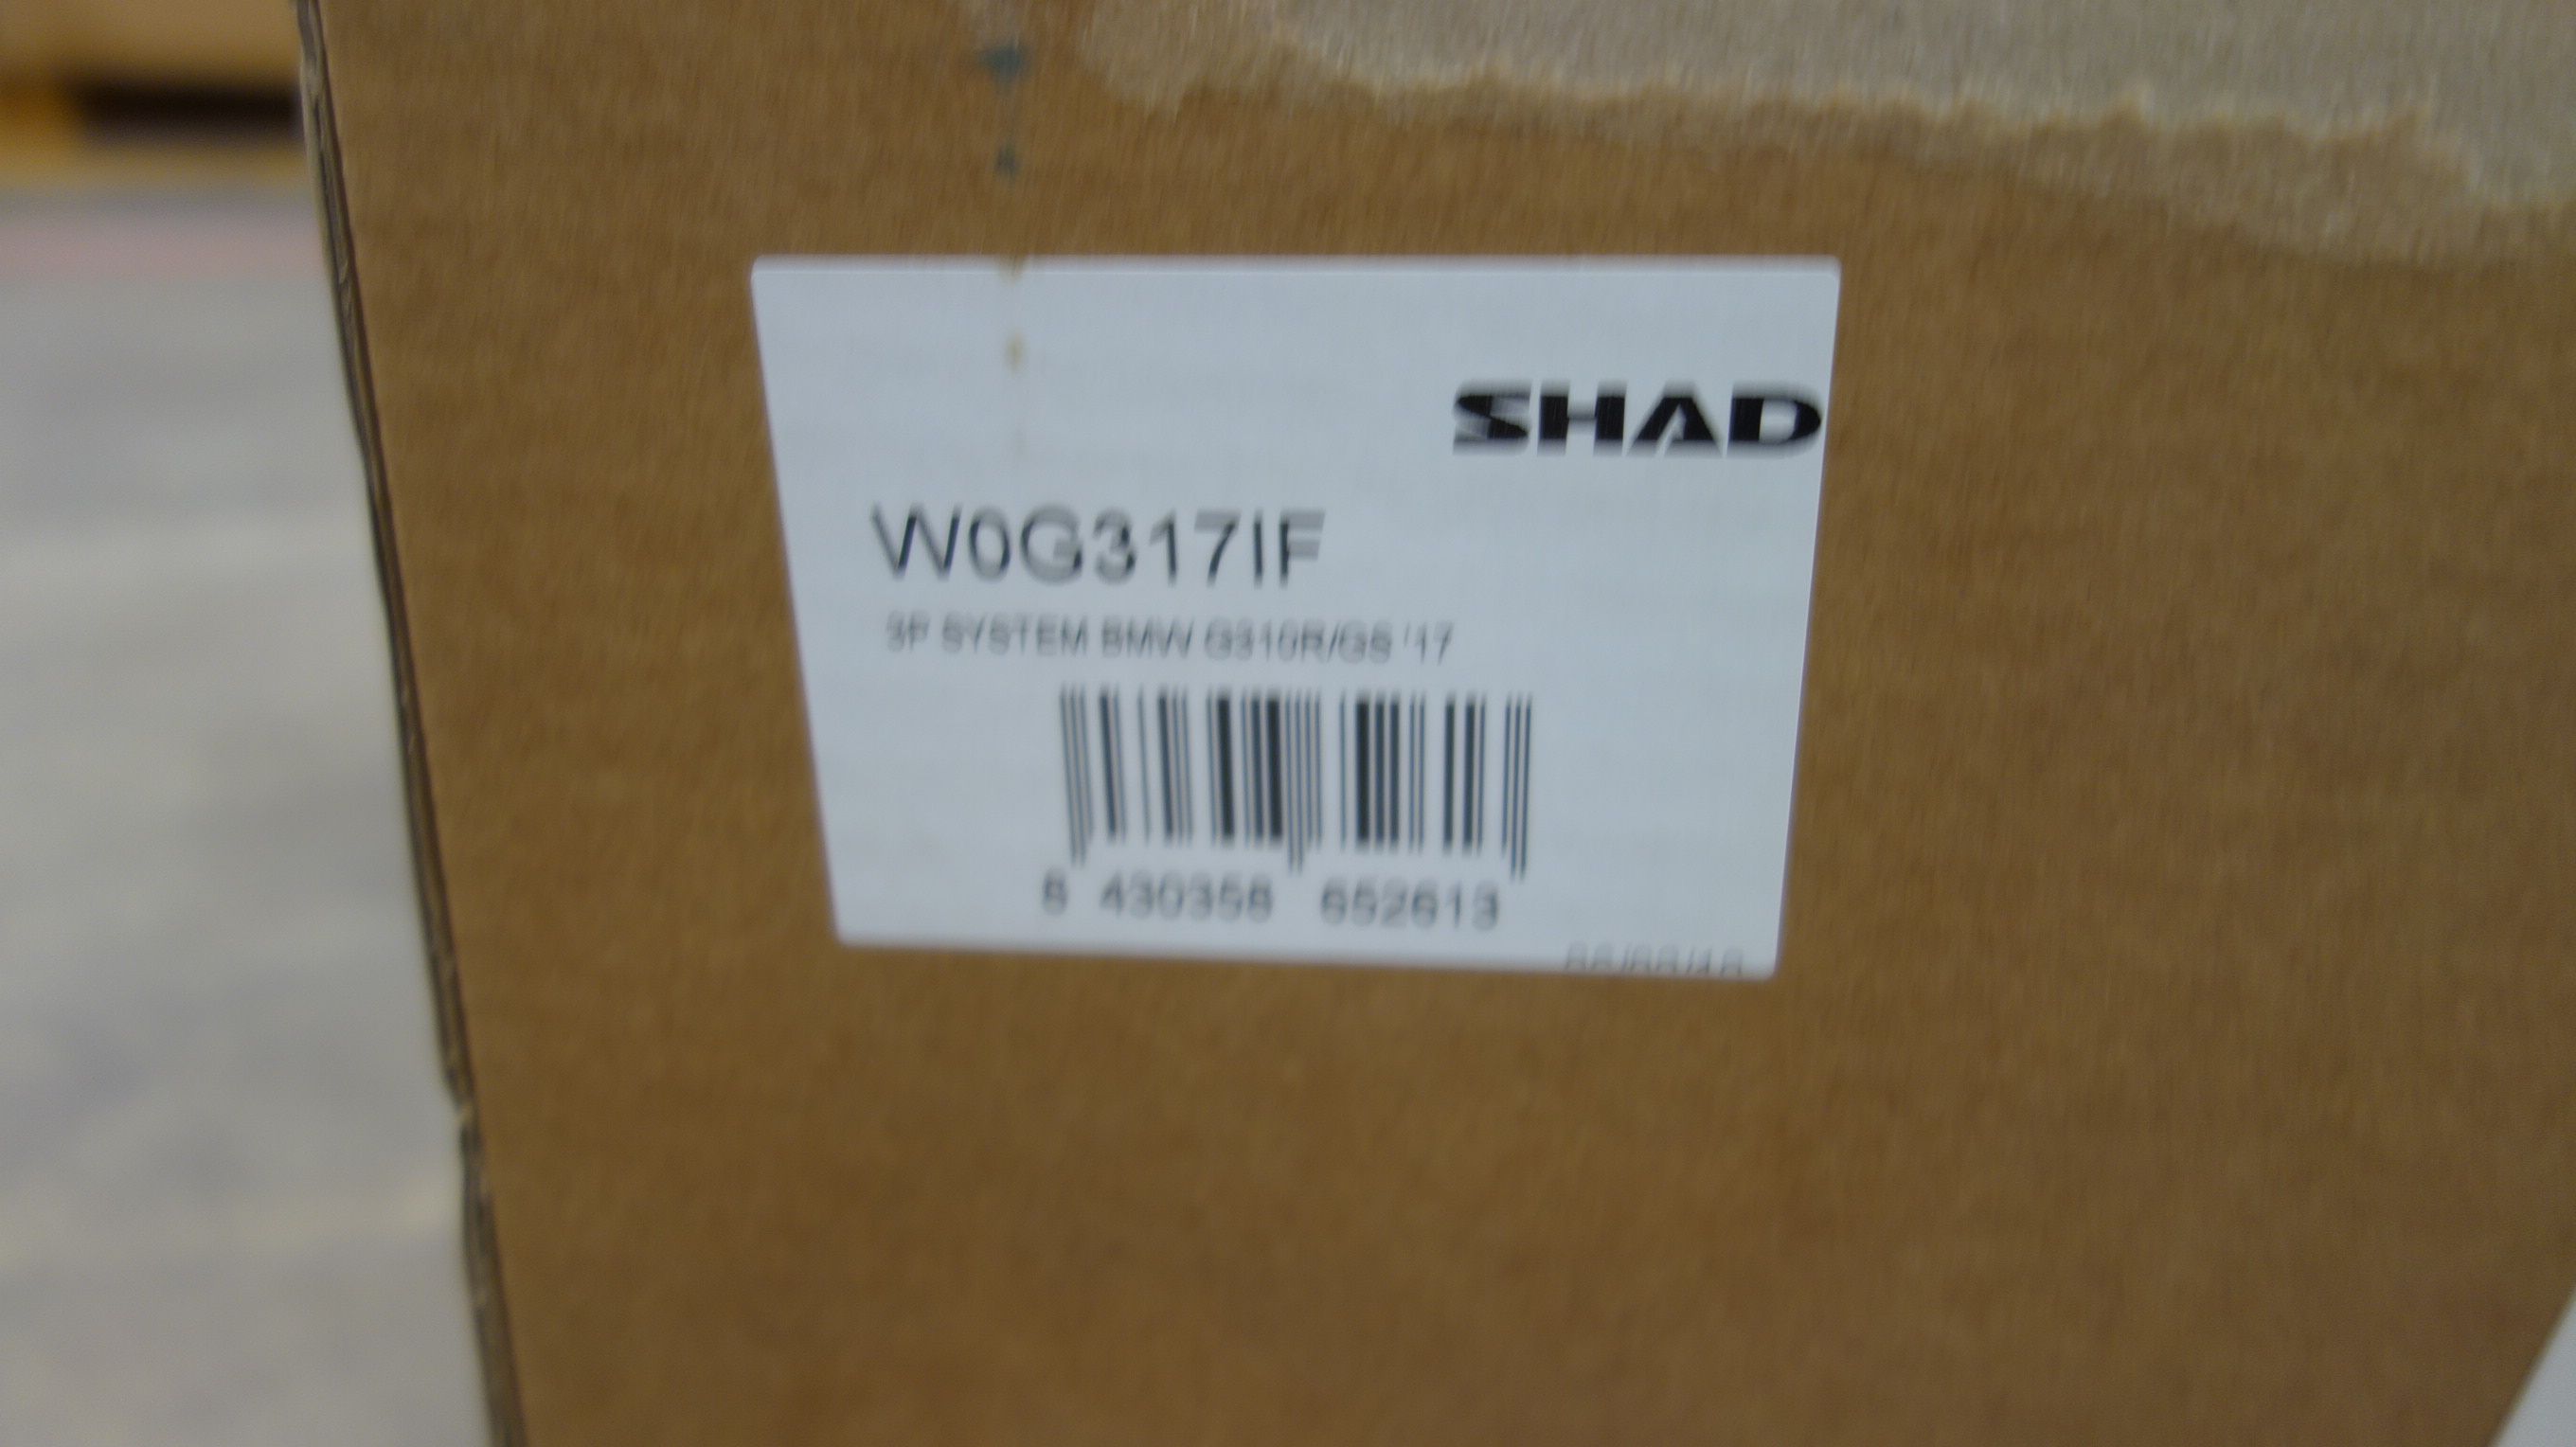 SHAD
W0G317IF
3P SYSTEM BMW G310R/GS '17
8 430358 652613